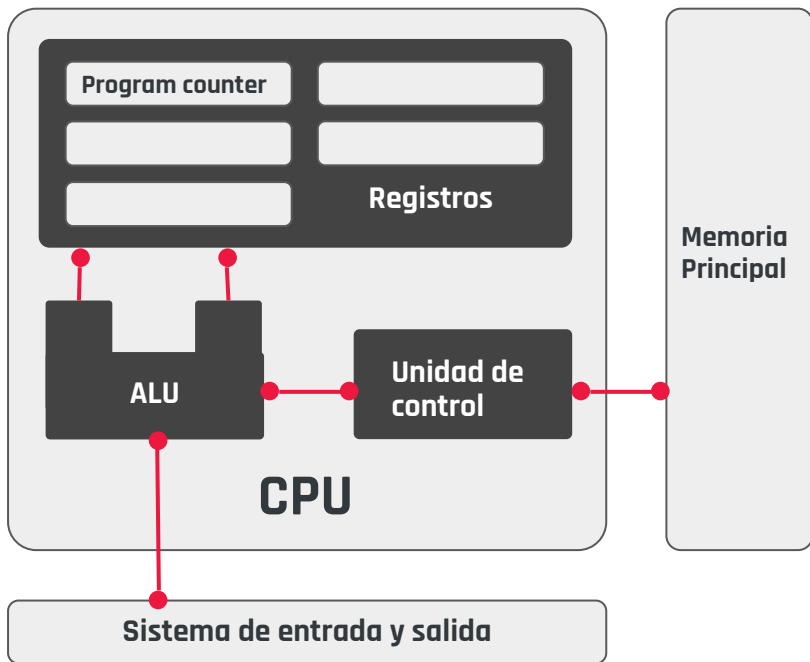 Program counter
Registros
Memoria
Principal
ALU
Unidad de
control
CPU
Sistema de entrada y salida